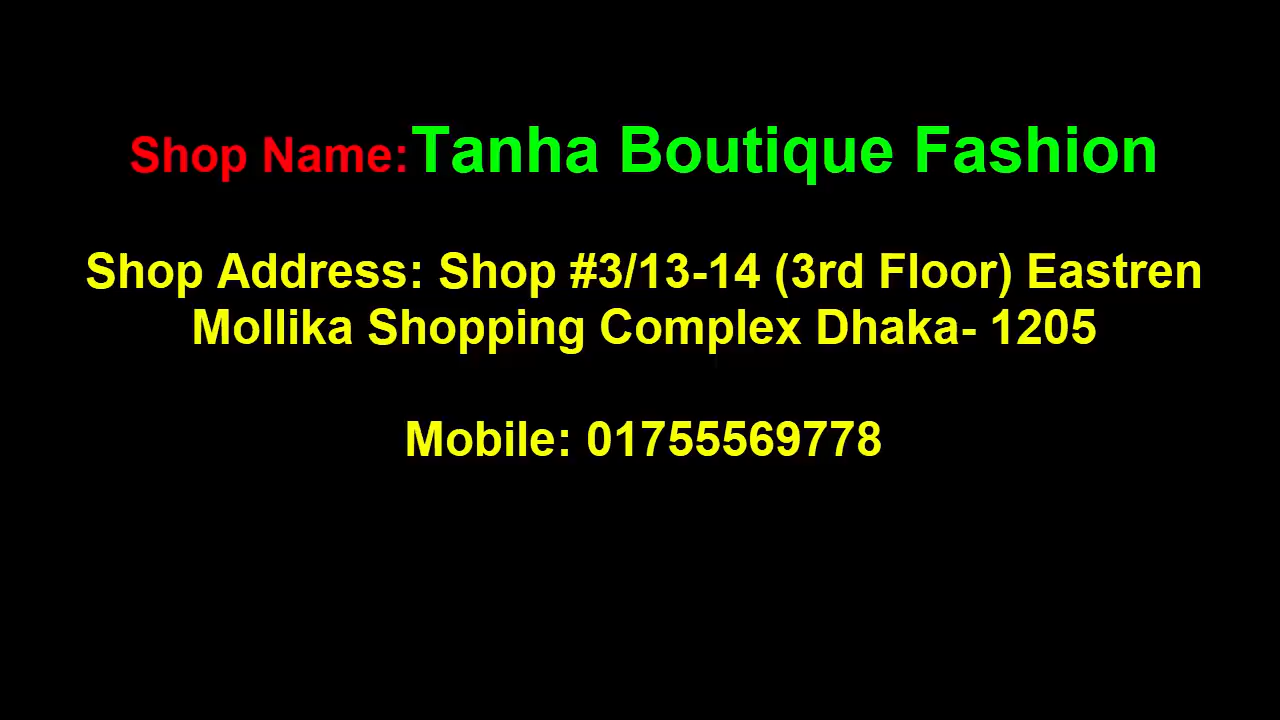 Shop Name:Tanha Boutique Fashion
Shop Address: Shop #3/13-14 (3rd Floor) Eastren
Mollika Shopping Complex Dhaka- 1205
Mobile: 01755569778